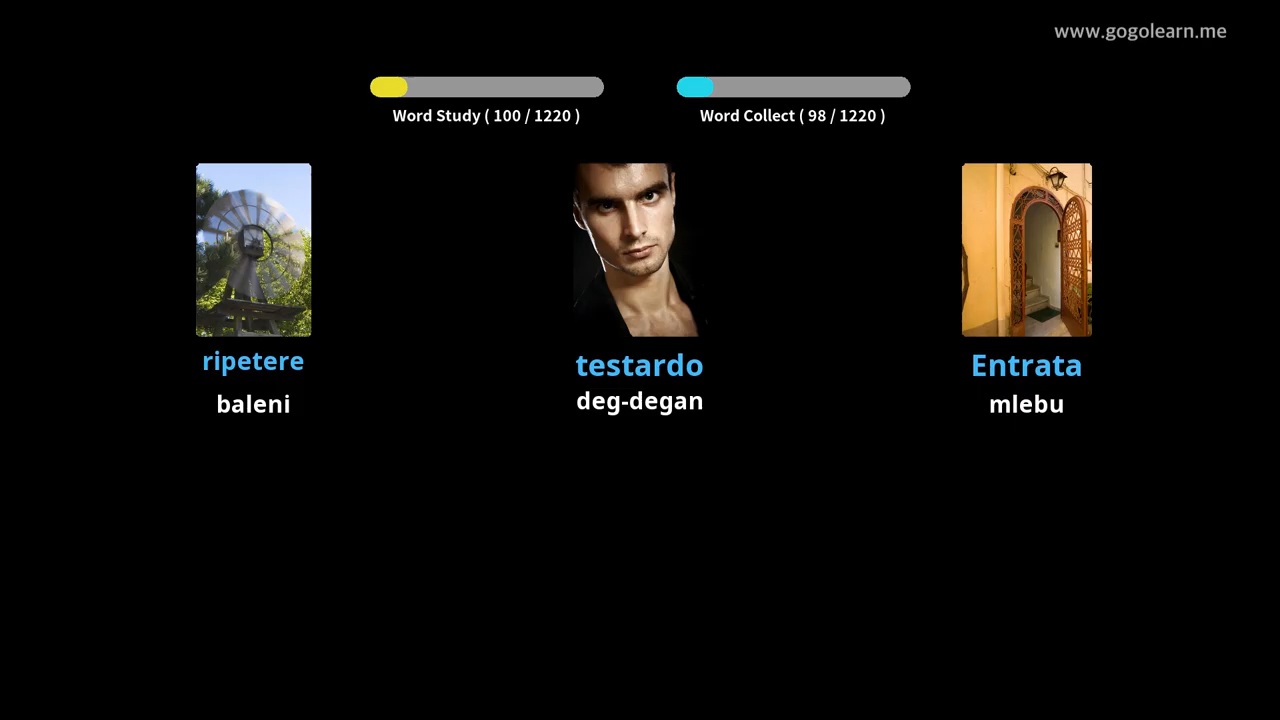 www.gogolearn.me
Word Study ( 100 / 1220 )
Word Collect ( 98 / 1220 )
ripetere
baleni
testardo
deg-degan
Entrata
mlebu